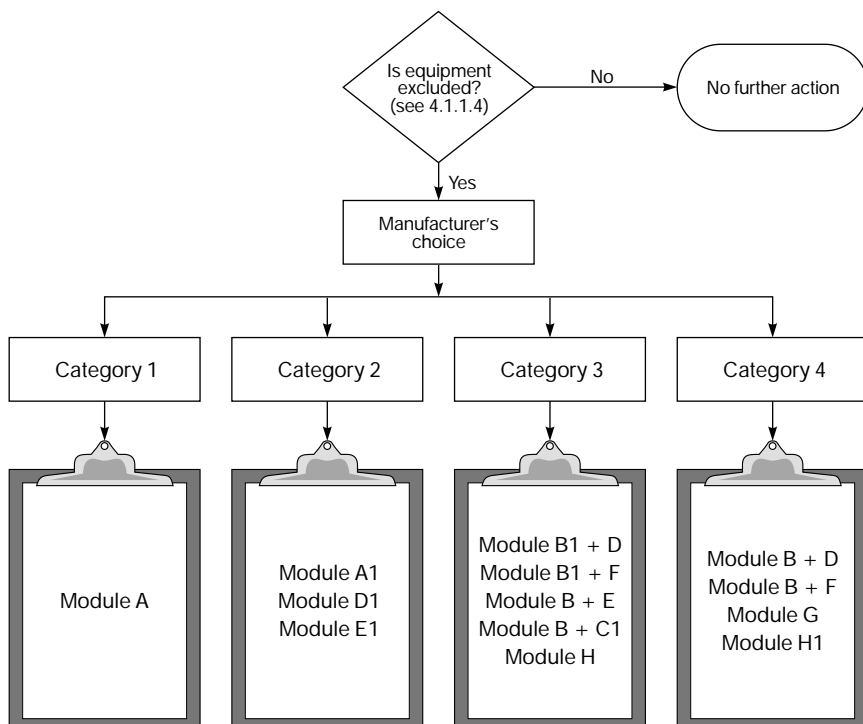 Is equipment
excluded?
(see 4.1.1.4)
No
No further action
Yes
Manufacturer's
choice
Category 1
Category 2
Category 3
Category 4
Module A
Module A1
Module D1
Module E1
Module B1 + D
Module B1 + F
Module B + E
Module B + C1
Module H
Module B + D
Module B + F
Module G
Module H1